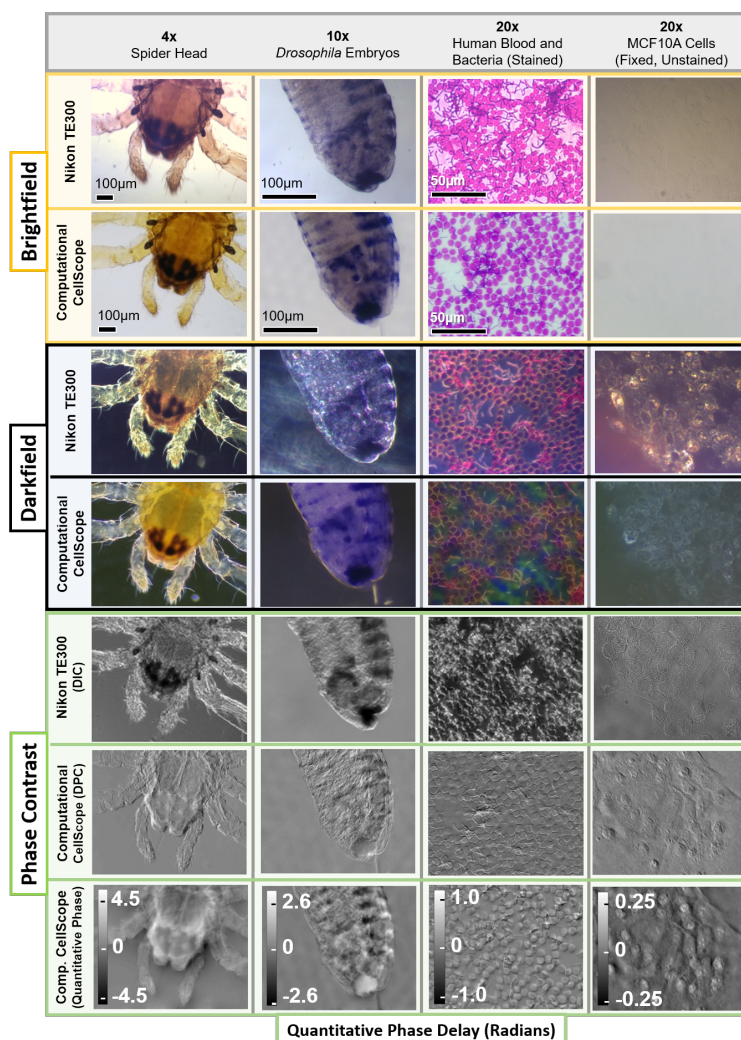 4x
Spider Head
10x
Drosophila Embryos
20x
Human Blood and
Bacteria (Stained)
20x
MCF10A Cells
(Fixed, Unstained)
Brightfield
Nikon TE300
100µm
100µm
50µm
Computational
CellScope
100µm
100µm
50µm
Darkfield
Nikon TE300
Computational
CellScope
Phase Contrast
Nikon TE300
(DIC)
Computational
CellScope (DPC)
Comp. CellScope
(Quantitative Phase)
4.5
0
-4.5
2.6
0
-2.6
1.0
0
-1.0
0.25
0
-0.25
Quantitative Phase Delay (Radians)